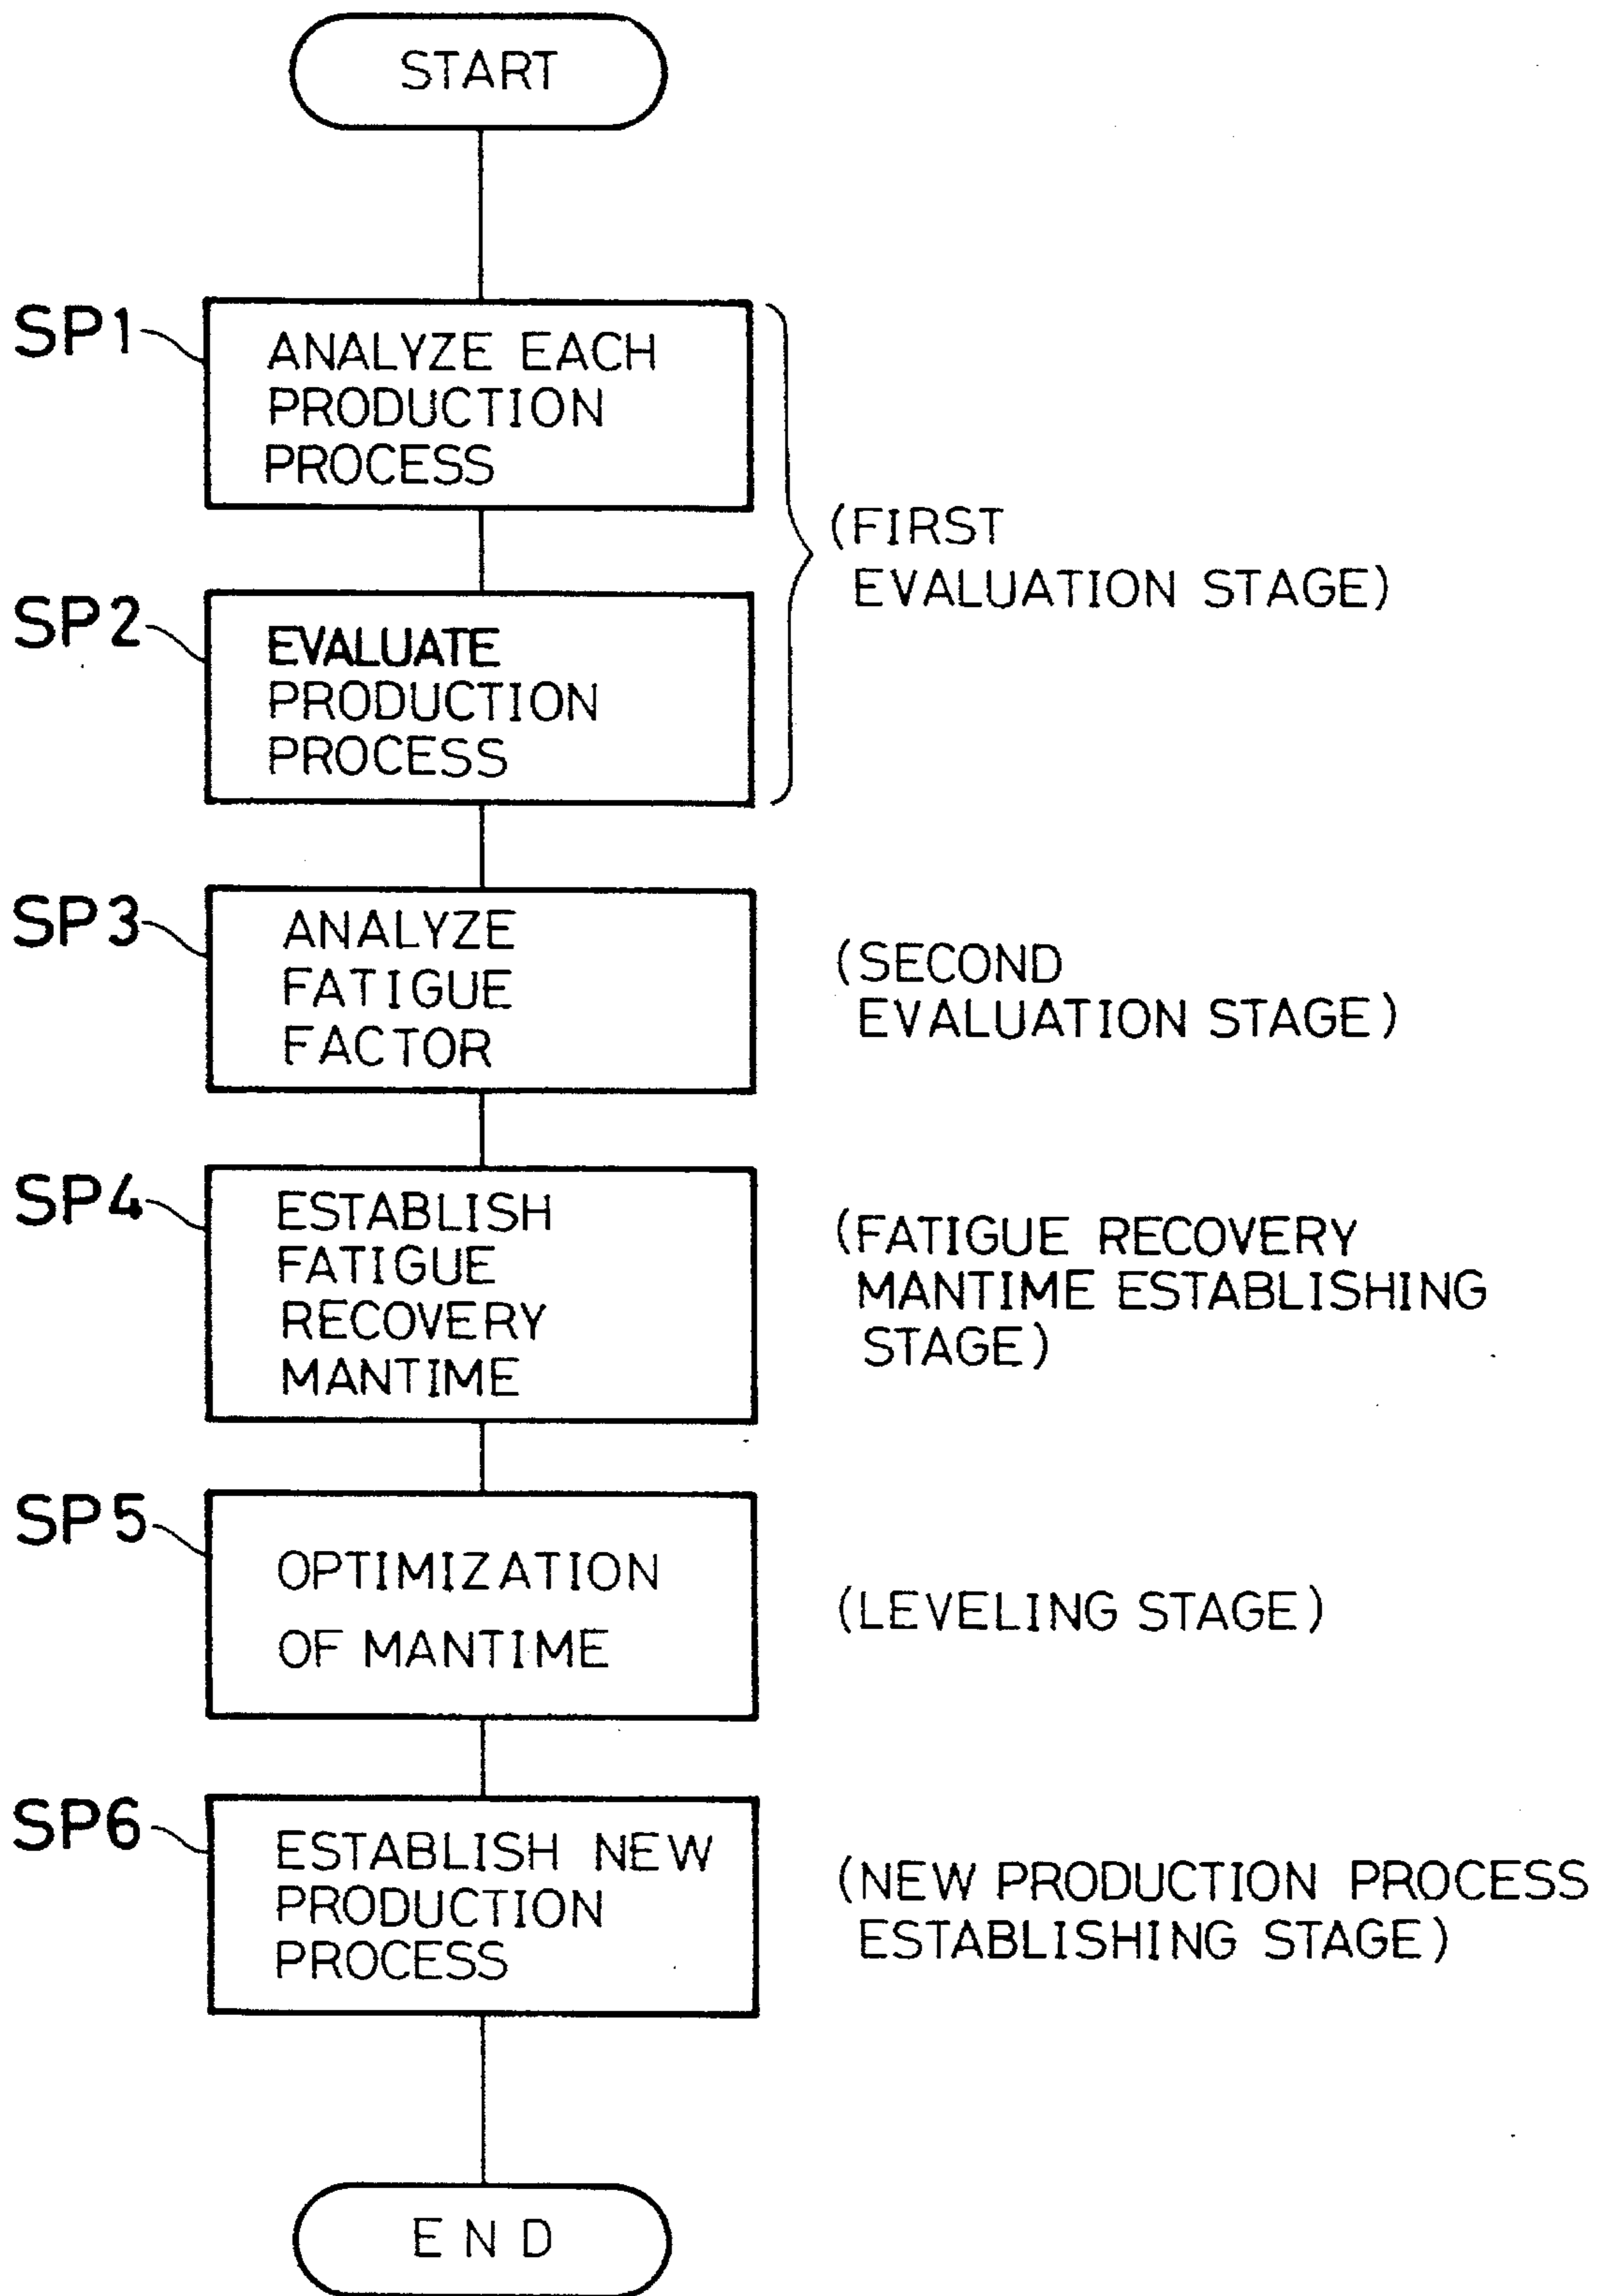 START
SP1
ANALYZE EACH
PRODUCTION
PROCESS
(FIRST
EVALUATION STAGE)
SP2
EVALUATE
PRODUCTION
PROCESS
SP3
ANALYZE
FATIGUE
FACTOR
(SECOND
EVALUATION STAGE)
SP4
ESTABLISH
FATIGUE
RECOVERY
MANTIME
(FATIGUE RECOVERY
MANTIME ESTABLISHING
STAGE)
SP5
OPTIMIZATION
OF MANTIME
(LEVELING STAGE)
SP6
ESTABLISH NEW
PRODUCTION
PROCESS
(NEW PRODUCTION PROCESS
ESTABLISHING STAGE)
END